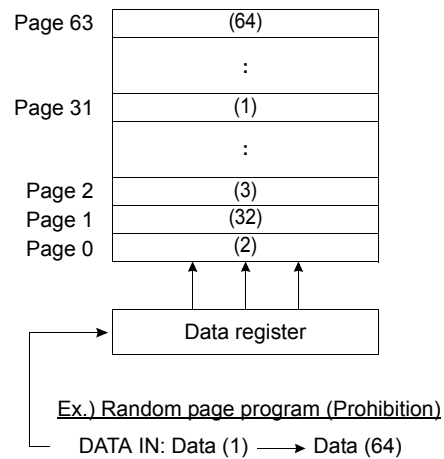 Page 63 (64)
:
Page 31 (1)
:
Page 2 (3)
Page 1 (32)
Page 0 (2)
Data register
Ex.) Random page program (Prohibition)
DATA IN: Data (1) Data (64)